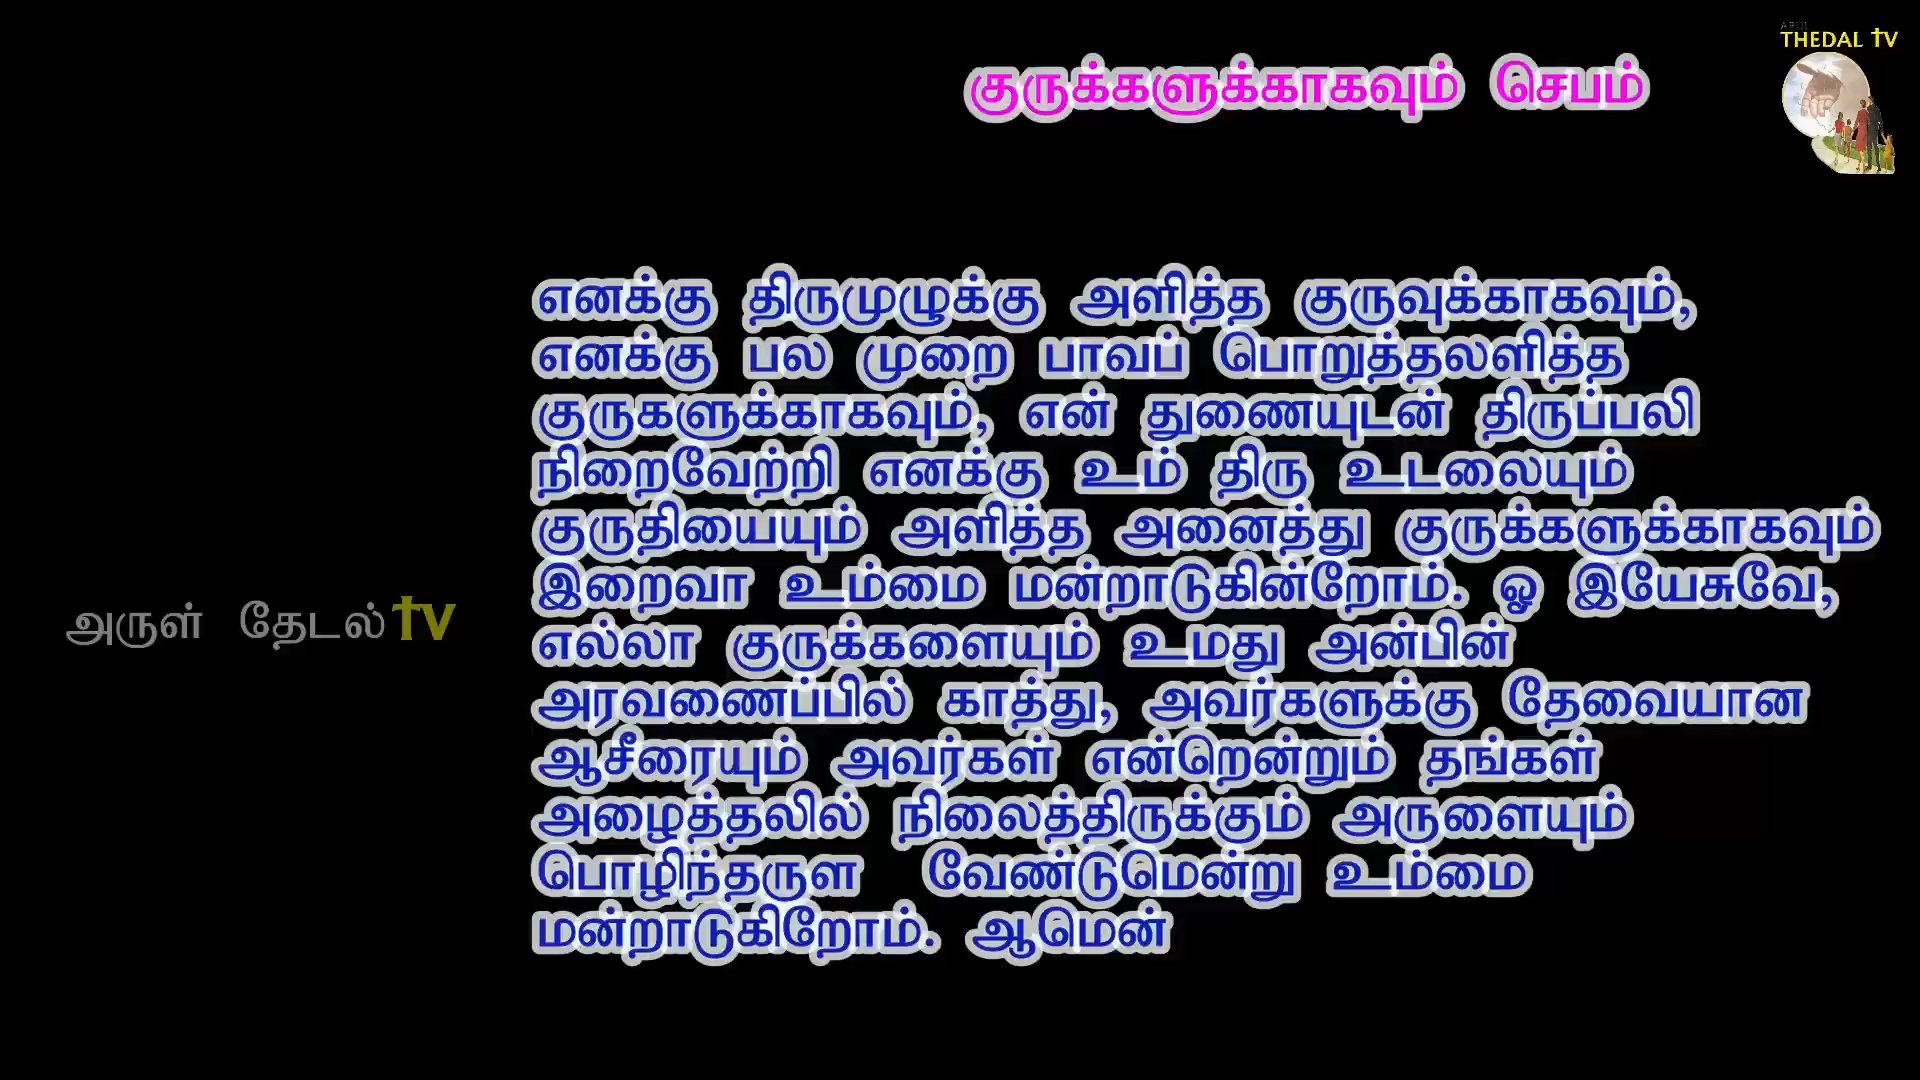 ARUL
THEDAL TV
குருக்களுக்காகவும் செபம்
எனக்கு திருமுழுக்கு அளித்த குருவுக்காகவும்,
எனக்கு பல முறை பாவப் பொறுத்தலளித்த
குருகளுக்காகவும், என் துணையுடன் திருப்பலி
நிறைவேற்றி எனக்கு உம் திரு உடலையும்
குருதியையும் அளித்த அனைத்து குருக்களுக்காகவும்
இறைவா உம்மை மன்றாடுகின்றோம். ஓ இயேசுவே,
எல்லா குருக்களையும் உமது அன்பின்
அரவணைப்பில் காத்து, அவர்களுக்கு தேவையான
ஆசீரையும் அவர்கள் என்றென்றும் தங்கள்
அழைத்தலில் நிலைத்திருக்கும் அருளையும்
பொழிந்தருள வேண்டுமென்று உம்மை
மன்றாடுகிறோம். ஆமென்
அருள் தேடல் TV